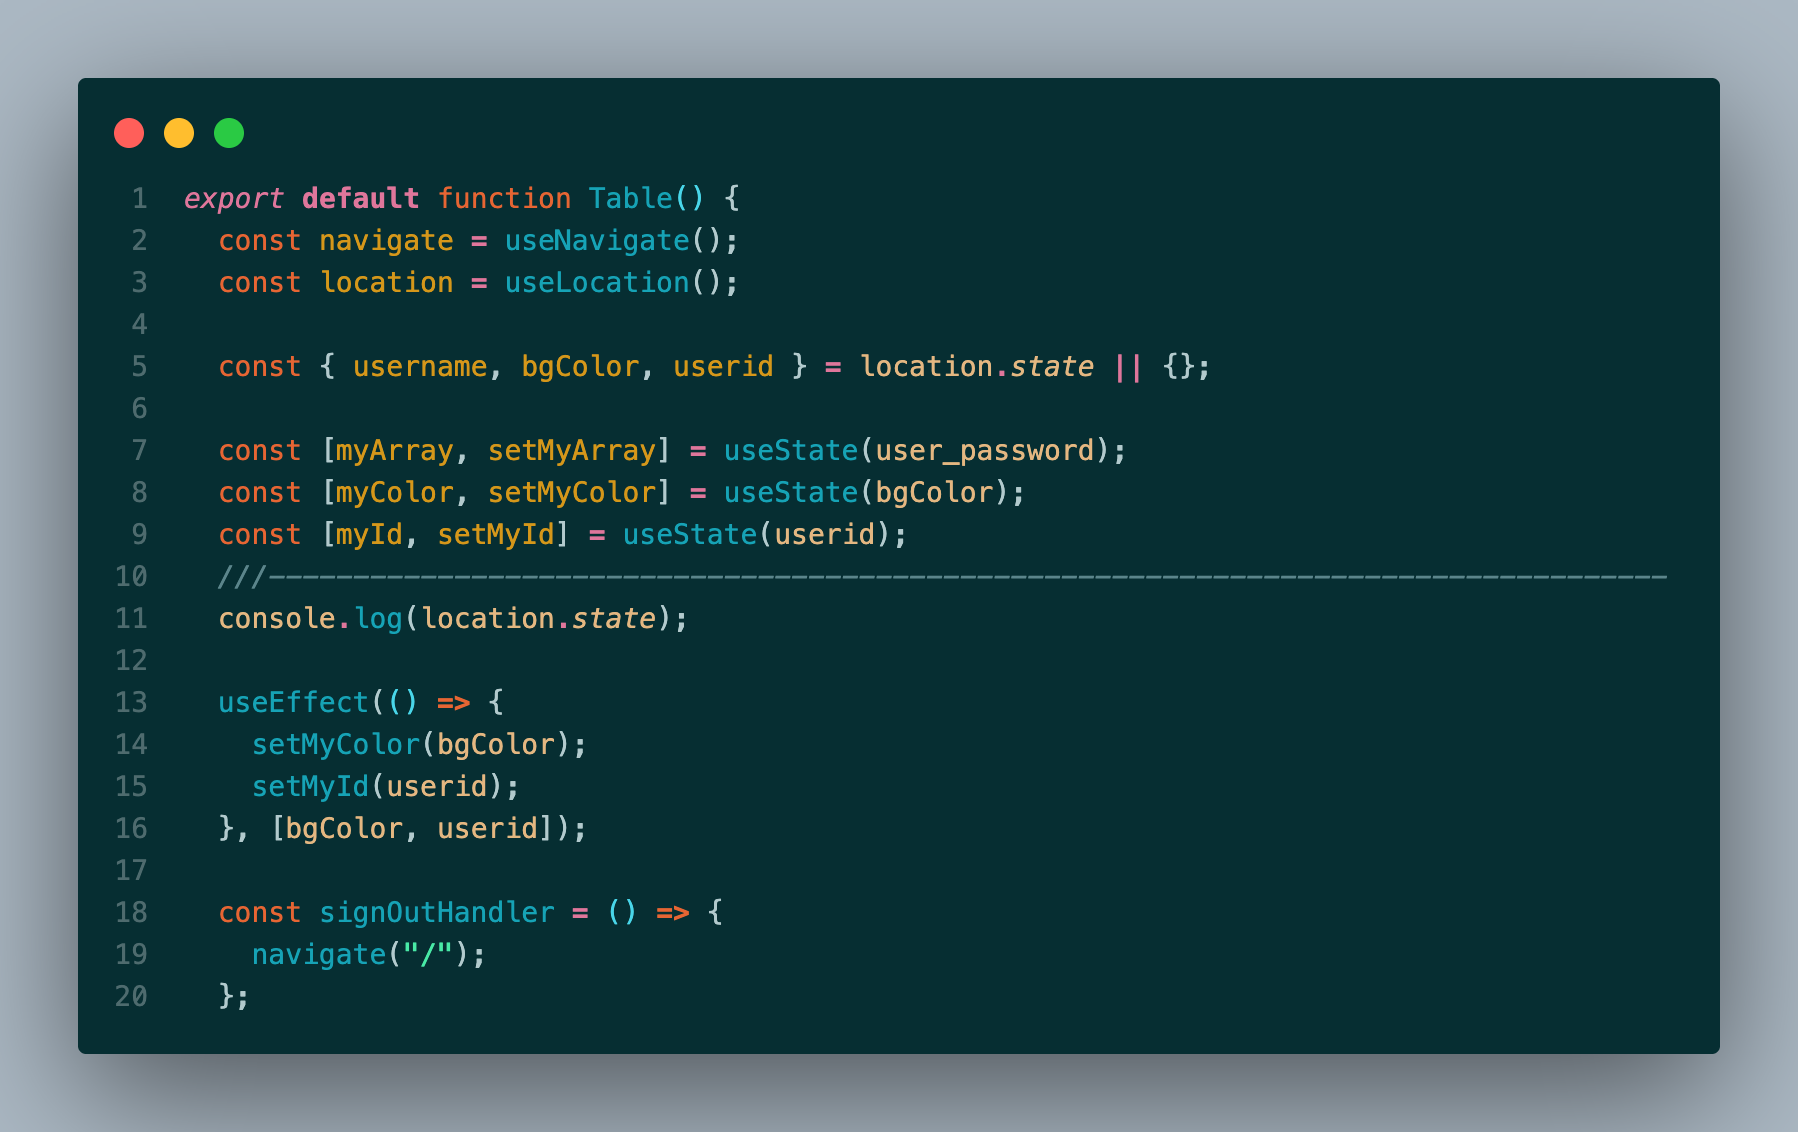 1 export default function Table() {
2   const navigate = useNavigate();
3   const location = useLocation();
4
5   const { username, bgColor, userid } = location.state || {};
6
7   const [myArray, setMyArray] = useState(user_password);
8   const [myColor, setMyColor] = useState(bgColor);
9   const [myId, setMyId] = useState(userid);
10   ///-----------------------------------------------------------------------------------
11   console.log(location.state);
12
13   useEffect(() => {
14     setMyColor(bgColor);
15     setMyId(userid);
16   }, [bgColor, userid]);
17
18   const signOutHandler = () => {
19     navigate("/");
20   };